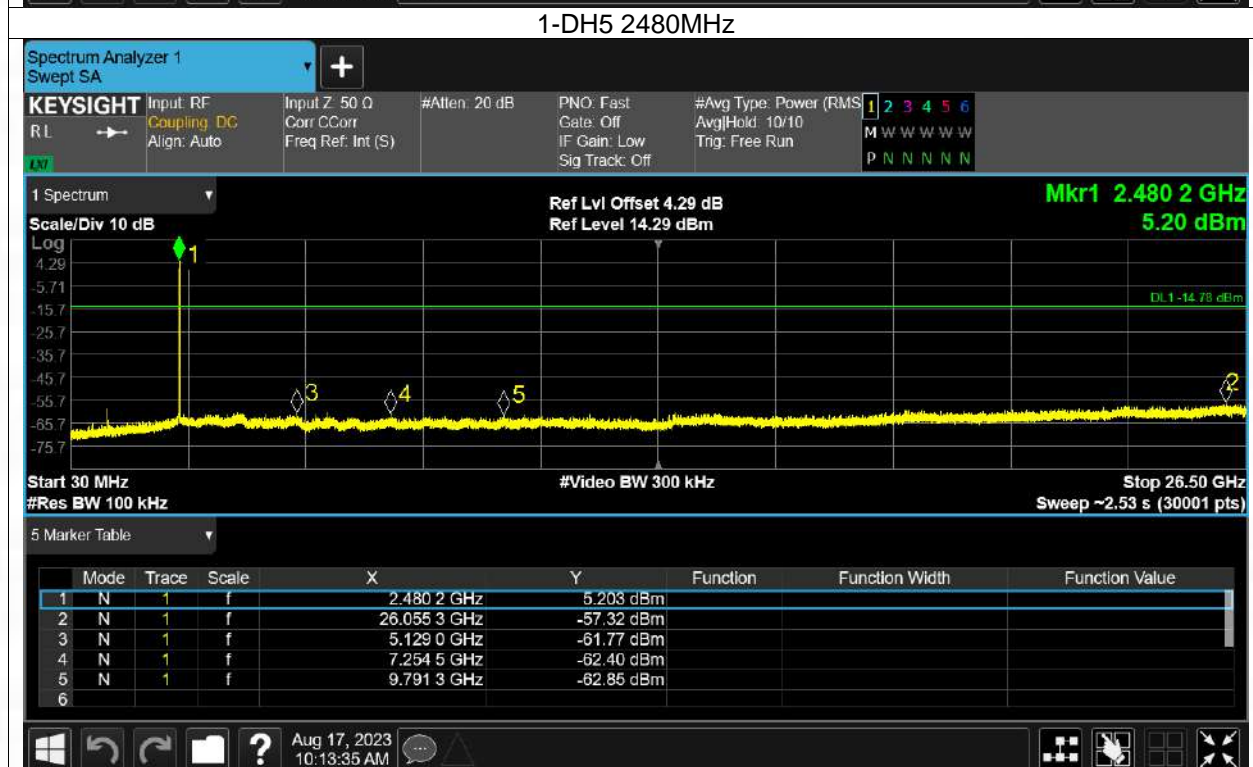 1-DH5 2480MHz
Spectrum Analyzer 1
Swept SA
+
KEYSIGHT Input: RF Input Z: 50 Ω #Atten: 20 dB PNO: Fast #Avg Type: Power (RMS 1 2 3 4 5 6
RL Coupling: DC Corr CCorr Gate: Off Avg|Hold: 10/10 M W W W W W
Align: Auto Freq Ref: Int (S) IF Gain: Low Trig: Free Run
LXI Sig Track: Off P N N N N N
1 Spectrum Ref Lvl Offset 4.29 dB Mkr1 2.480 2 GHz
Scale/Div 10 dB Ref Level 14.29 dBm 5.20 dBm
Log
1
4.29
-5.71
DL1 -14.78 dBm
-15.7
-25.7
-35.7
-45.7
3 4 5 2
-55.7
-65.7
-75.7
Start 30 MHz #Video BW 300 kHz Stop 26.50 GHz
#Res BW 100 kHz Sweep ~2.53 s (30001 pts)
5 Marker Table
Mode Trace Scale X Y Function Function Width Function Value
1 N 1 f 2.480 2 GHz 5.203 dBm
2 N 1 f 26.055 3 GHz -57.32 dBm
3 N 1 f 5.129 0 GHz -61.77 dBm
4 N 1 f 7.254 5 GHz -62.40 dBm
5 N 1 f 9.791 3 GHz -62.85 dBm
6
? Aug 17, 2023
10:13:35 AM